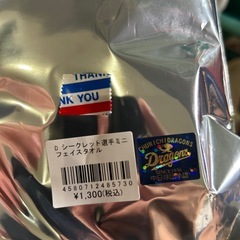 THANK
NK YOU
D シークレット選手ミニ
フェイスタオル
4580712485730
¥1,300(税込)
CHUNICHI DRAGONS
Dragons